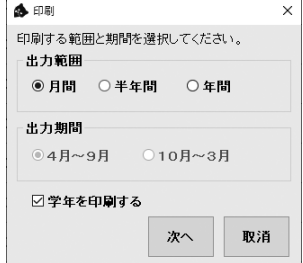 印刷
印刷する範囲と期間を選択してください。
出力範囲
月間 半年間 年間
出力期間
4月～9月 10月～3月
学年を印刷する
次へ 取消